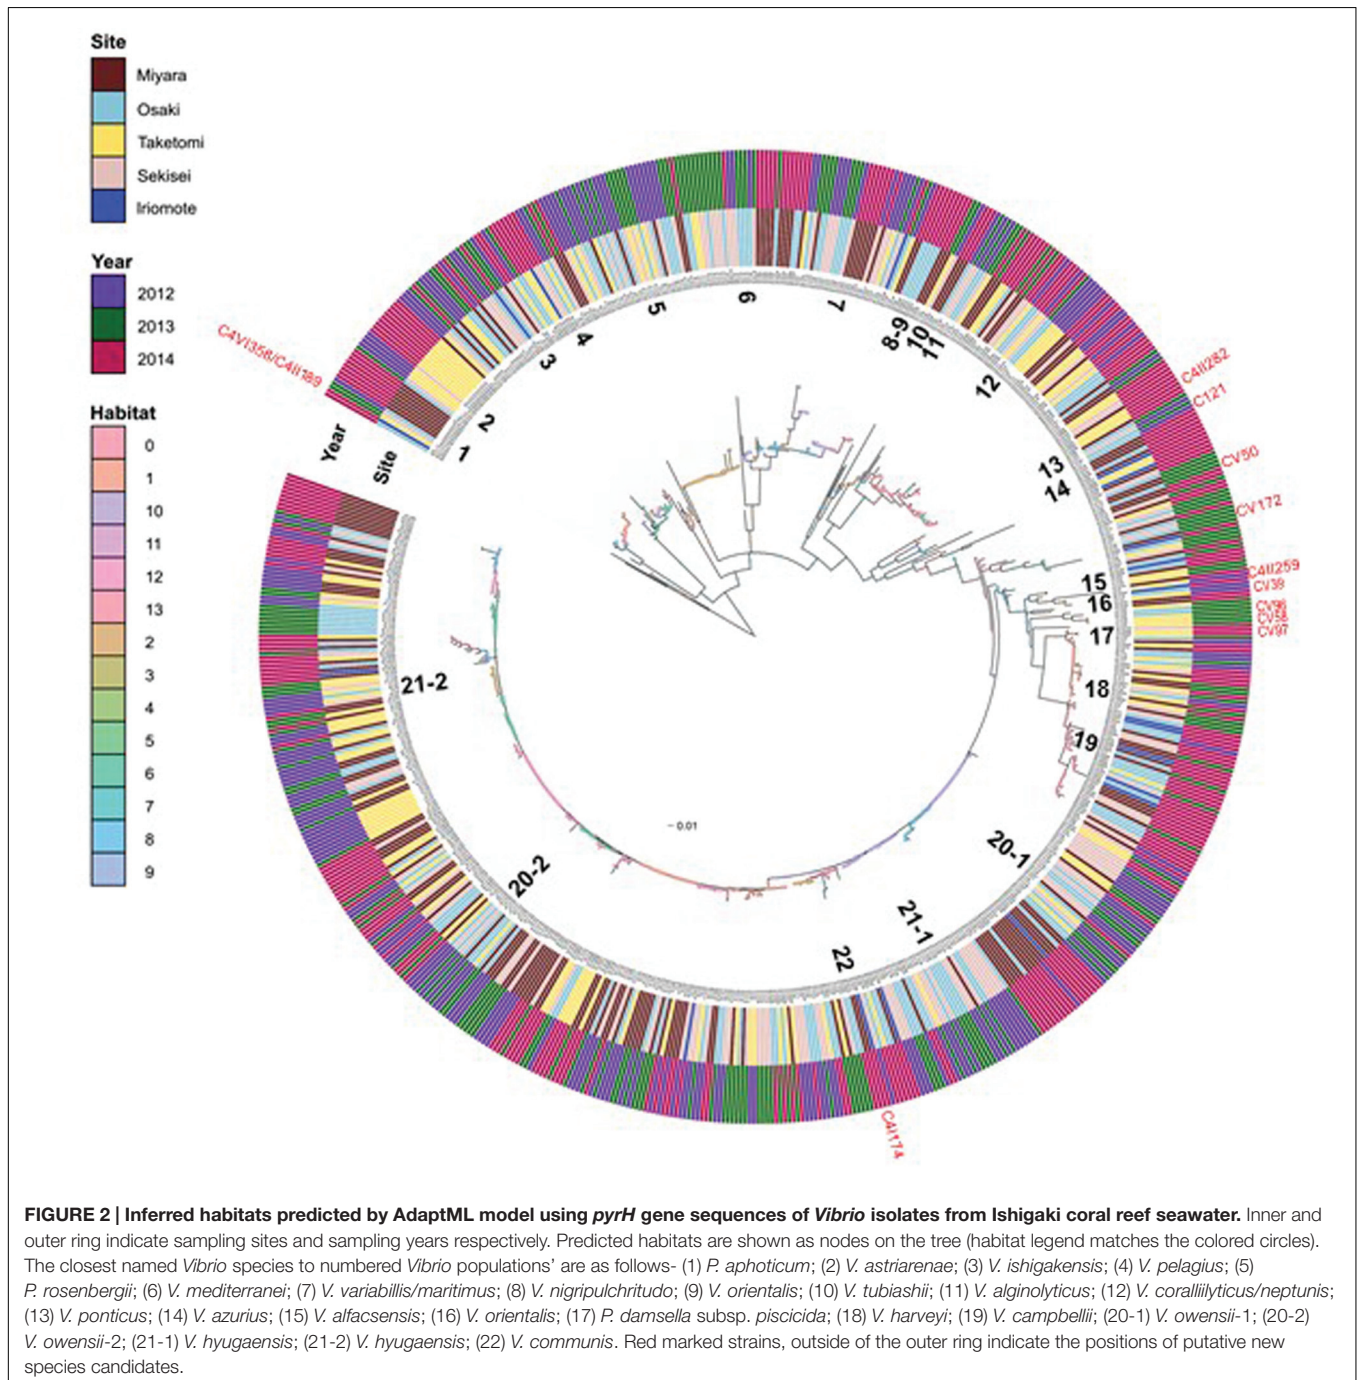 Site
Miyara
Osaki
Taketomi
Sekisei
Iriomote
Year
2012
2013
2014
Habitat
0
1
10
11
12
13
2
3
4
5
6
7
8
9
C4VI358/C4II189
Year
Site
1
2
3
4
5
6
7
8-9
10
11
12
13
14
15
16
17
18
19
20-1
21-1
22
20-2
21-2
C4II282
C121
CV50
CV172
C4II259
CV39
CV58
CV97
C4I174
0.01
FIGURE 2 | Inferred habitats predicted by AdaptML model using pyrH gene sequences of Vibrio isolates from Ishigaki coral reef seawater. Inner and
outer ring indicate sampling sites and sampling years respectively. Predicted habitats are shown as nodes on the tree (habitat legend matches the colored circles).
The closest named Vibrio species to numbered Vibrio populations’ are as follows- (1) P. aphoticum; (2) V. astriarenae; (3) V. ishigakensis; (4) V. pelagius; (5)
P. rosenbergii; (6) V. mediterranei; (7) V. variabillis/maritimus; (8) V. nigripulchritudo; (9) V. orientalis; (10) V. tubiashii; (11) V. alginolyticus; (12) V. coralliilyticus/neptunis;
(13) V. ponticus; (14) V. azurius; (15) V. alfacsensis; (16) V. orientalis; (17) P. damsella subsp. piscicida; (18) V. harveyi; (19) V. campbellii; (20-1) V. owensii-1; (20-2)
V. owensii-2; (21-1) V. hyugaensis; (21-2) V. hyugaensis; (22) V. communis. Red marked strains, outside of the outer ring indicate the positions of putative new
species candidates.